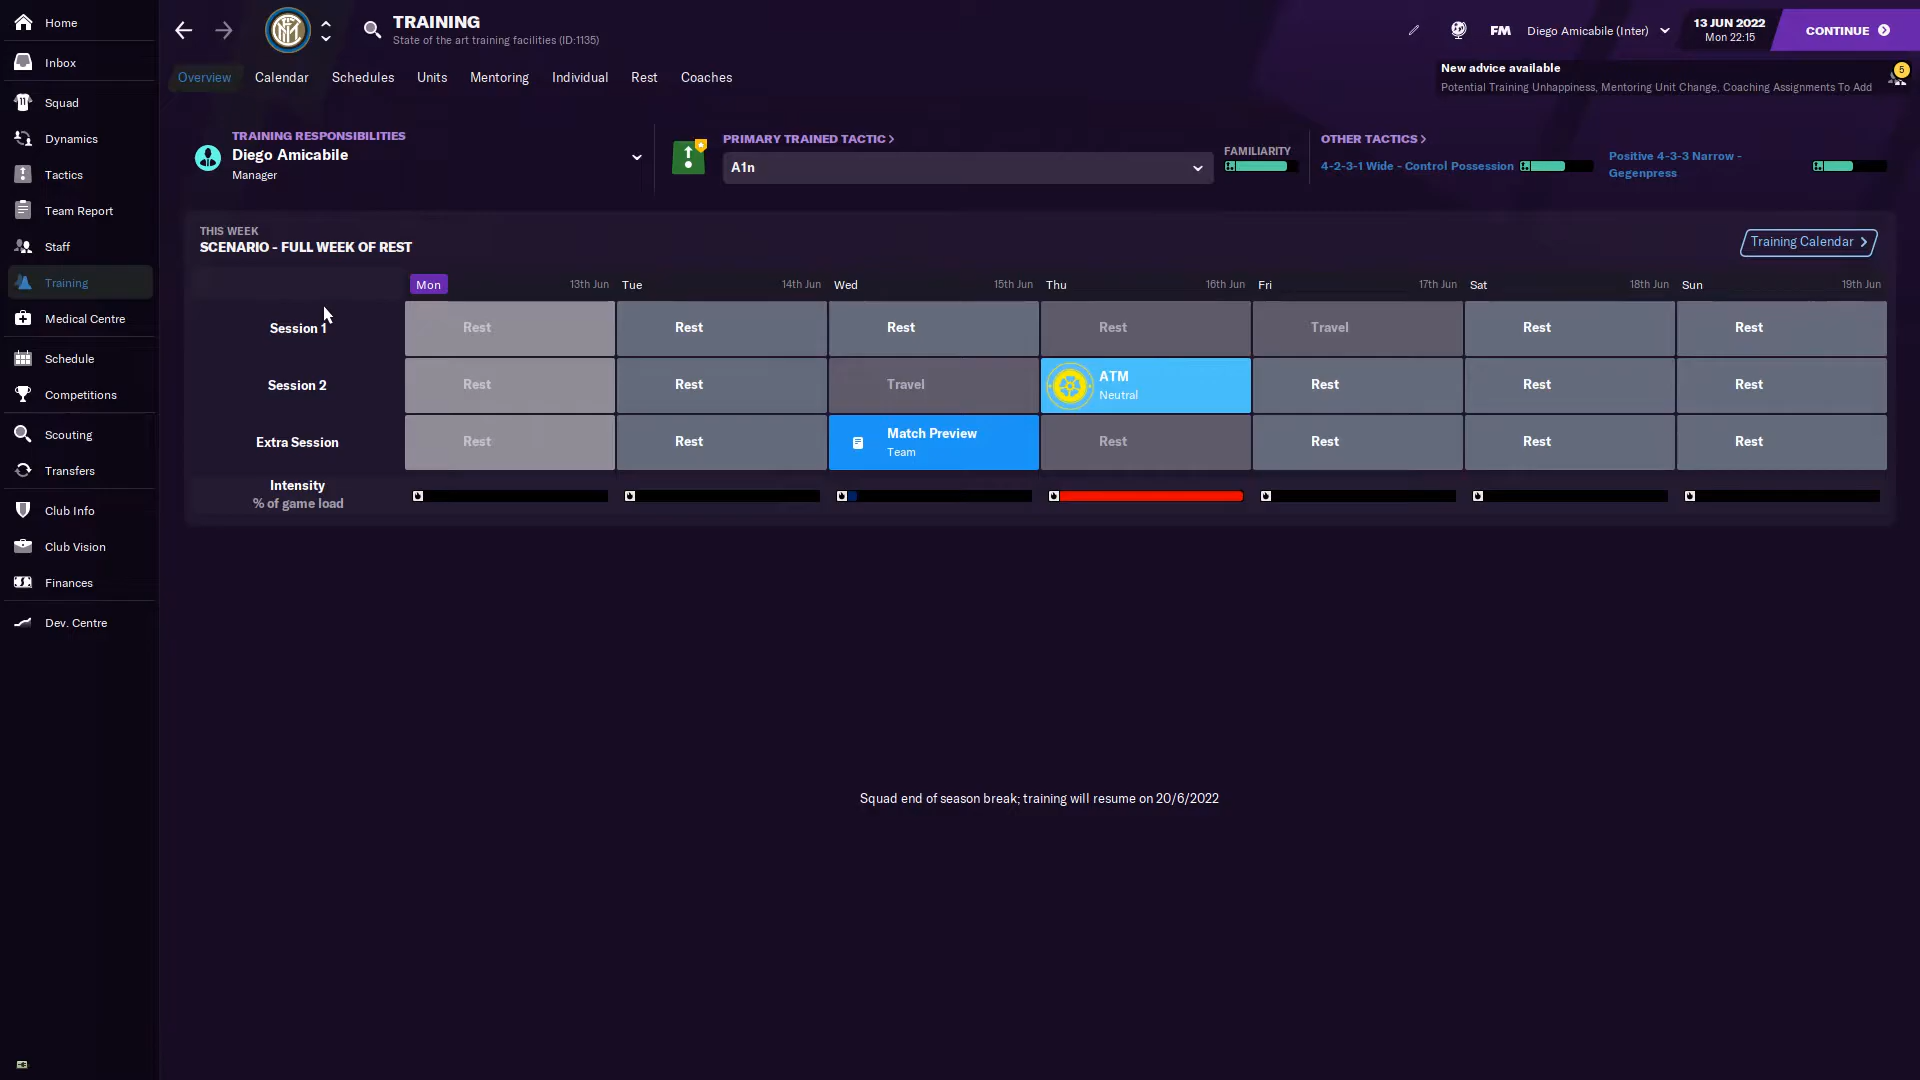 Home
TRAINING
State of the art training facilities (ID:1135)
FM
Diego Amicabile (Inter)
13 JUN 2022
Mon 22:15
CONTINUE
Inbox
Overview
Calendar
Schedules
Units
Mentoring
Individual
Rest
Coaches
New advice available
Potential Training Unhappiness, Mentoring Unit Change, Coaching Assignments To Add
5
Squad
Dynamics
Tactics
Team Report
Staff
Training
Medical Centre
Schedule
Competitions
Scouting
Transfers
Club Info
Club Vision
Finances
Dev. Centre
TRAINING RESPONSIBILITIES
Diego Amicabile
Manager
PRIMARY TRAINED TACTIC >
A1n
FAMILIARITY
OTHER TACTICS >
4-2-3-1 Wide - Control Possession
Positive 4-3-3 Narrow -
Gegenpress
THIS WEEK
SCENARIO - FULL WEEK OF REST
Training Calendar >
Mon 13th Jun Tue 14th Jun Wed 15th Jun Thu 16th Jun Fri 17th Jun Sat 18th Jun Sun 19th Jun
Session 1 Rest Rest Rest Rest Travel Rest Rest
Session 2 Rest Rest Travel ATM Neutral Rest Rest Rest
Extra Session Rest Rest Match Preview Team Rest Rest Rest Rest
Intensity
% of game load
Squad end of season break; training will resume on 20/6/2022